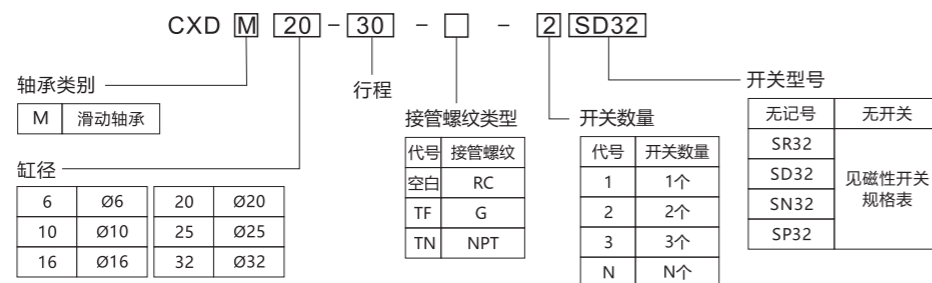 CXD M 20 - 30 - - 2 SD32
轴承类别
M 滑动轴承
缸径
6 Ø6 20 Ø20
10 Ø10 25 Ø25
16 Ø16 32 Ø32
行程
接管螺纹类型
代号 接管螺纹
空白 RC
TF G
TN NPT
开关数量
代号 开关数量
1 1个
2 2个
3 3个
N N个
开关型号
无记号 无开关
SR32
SD32
SN32
SP32
见磁性开关
规格表